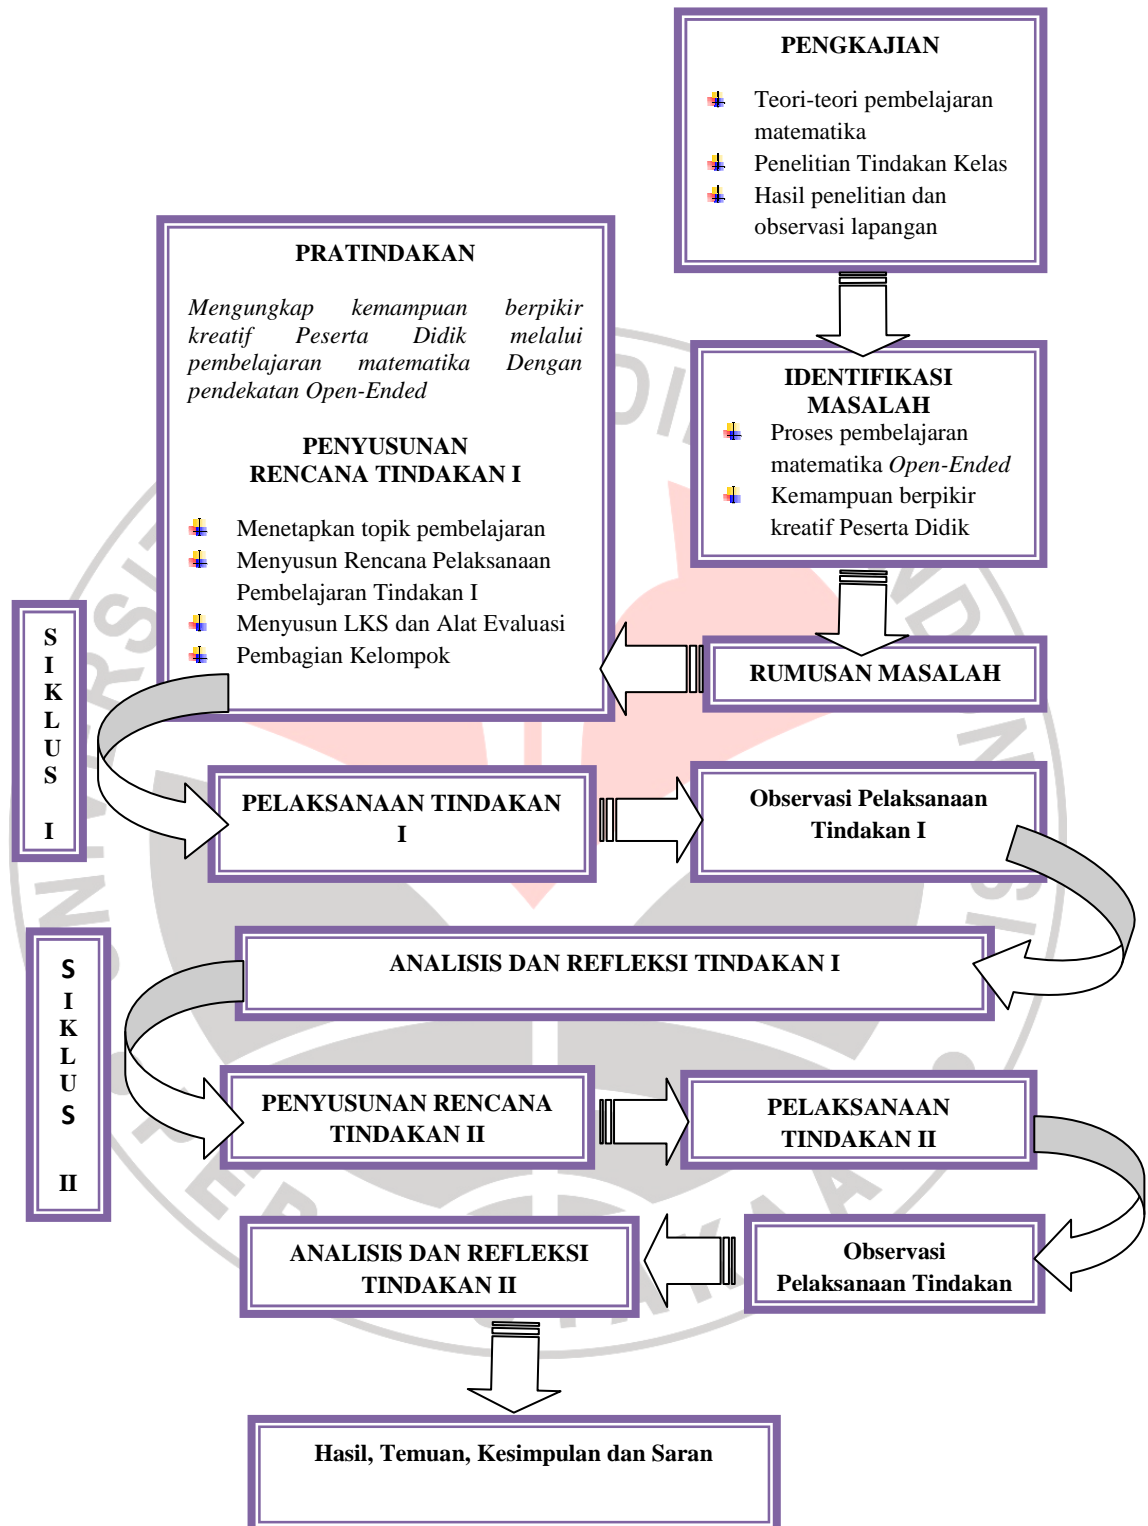 PENGKAJIAN
Teori-teori pembelajaran
matematika
Penelitian Tindakan Kelas
Hasil penelitian dan
observasi lapangan
IDENTIFIKASI
MASALAH
Proses pembelajaran
matematika Open-Ended
Kemampuan berpikir
kreatif Peserta Didik
RUMUSAN MASALAH
PRATINDAKAN
Mengungkap kemampuan berpikir
kreatif Peserta Didik melalui
pembelajaran matematika Dengan
pendekatan Open-Ended
PENYUSUNAN
RENCANA TINDAKAN I
Menetapkan topik pembelajaran
Menyusun Rencana Pelaksanaan
Pembelajaran Tindakan I
Menyusun LKS dan Alat Evaluasi
Pembagian Kelompok
S
I
K
L
U
S
I
PELAKSANAAN TINDAKAN
I
Observasi Pelaksanaan
Tindakan I
ANALISIS DAN REFLEKSI TINDAKAN I
S
I
K
L
U
S
II
PENYUSUNAN RENCANA
TINDAKAN II
PELAKSANAAN
TINDAKAN II
Observasi
Pelaksanaan Tindakan
ANALISIS DAN REFLEKSI
TINDAKAN II
Hasil, Temuan, Kesimpulan dan Saran